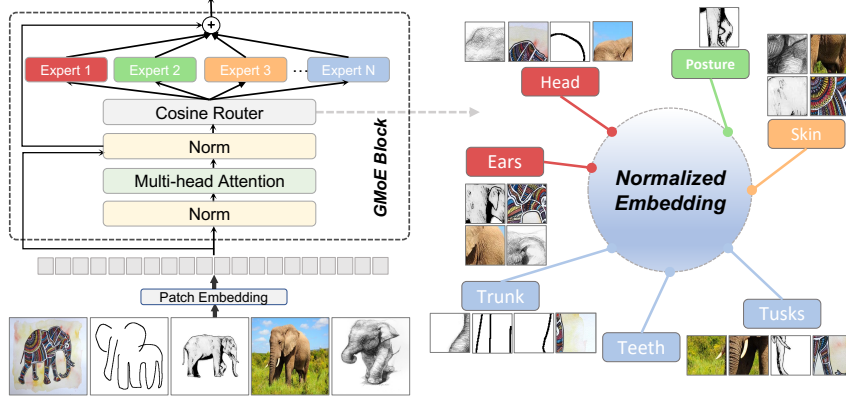 +
Expert 1
Expert 2
Expert 3
...
Expert N
Cosine Router
Norm
Multi-head Attention
Norm
GMoE Block
Patch Embedding
Head
Posture
Skin
Ears
Normalized
Embedding
Trunk
Teeth
Tusks